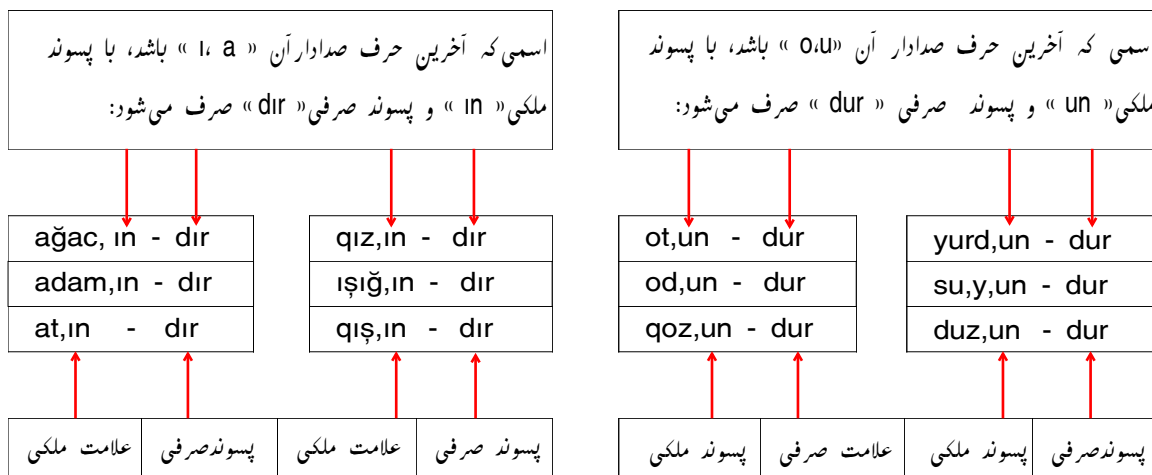 اسمی که آخرین حرف صدادار آن « ı، a » باشد، با پسوند
ملکی« ın » و پسوند صرفی« dır » صرف می‌شود:
ağac, ın - dır
adam,ın - dır
at,ın - dır
qız,ın - dır
ışığ,ın - dır
qış,ın - dır
علامت ملکی
پسوندصرفی
علامت ملکی
پسوند صرفی
سمی که آخرین حرف صدادار آن «o،u» باشد، با پسوند
ملکی« un » و پسوند صرفی « dur » صرف می‌شود:
ot,un - dur
od,un - dur
qoz,un - dur
yurd,un - dur
su,y,un - dur
duz,un - dur
پسوند ملکی
علامت صرفی
پسوند ملکی
پسوندصرفی